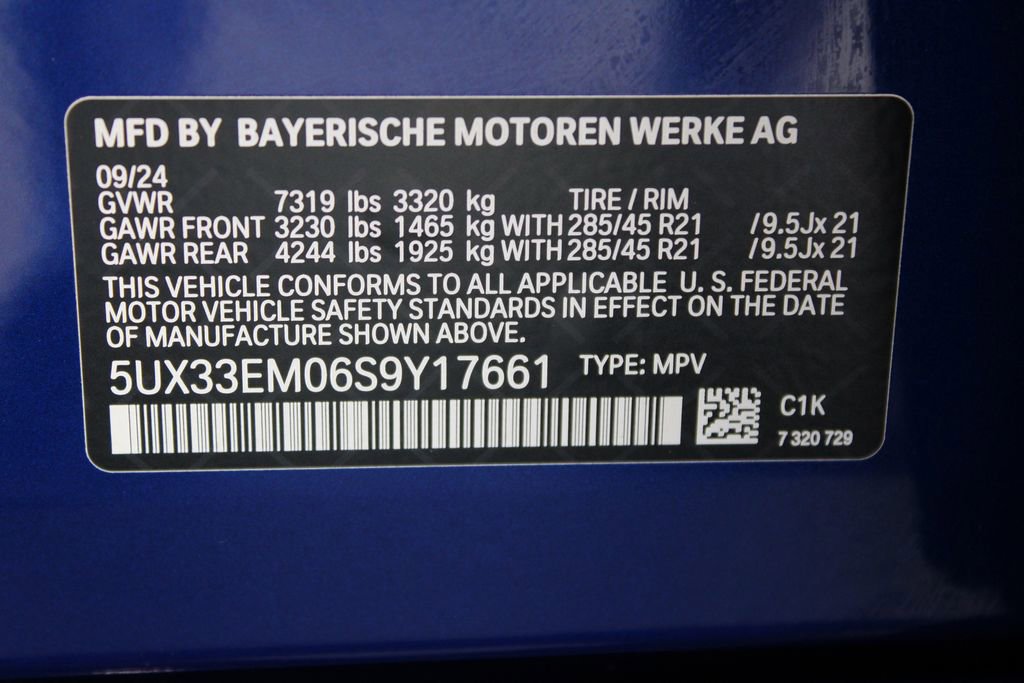 MFD BY BAYERISCHE MOTOREN WERKE AG
09/24
GVWR 7319 lbs 3320 kg TIRE / RIM
GAWR FRONT 3230 lbs 1465 kg WITH 285/45 R21 /9.5Jx 21
GAWR REAR 4244 lbs 1925 kg WITH 285/45 R21 /9.5Jx 21
THIS VEHICLE CONFORMS TO ALL APPLICABLE U. S. FEDERAL
MOTOR VEHICLE SAFETY STANDARDS IN EFFECT ON THE DATE
OF MANUFACTURE SHOWN ABOVE.
5UX33EM06S9Y17661 TYPE: MPV
C1K
7 320 729